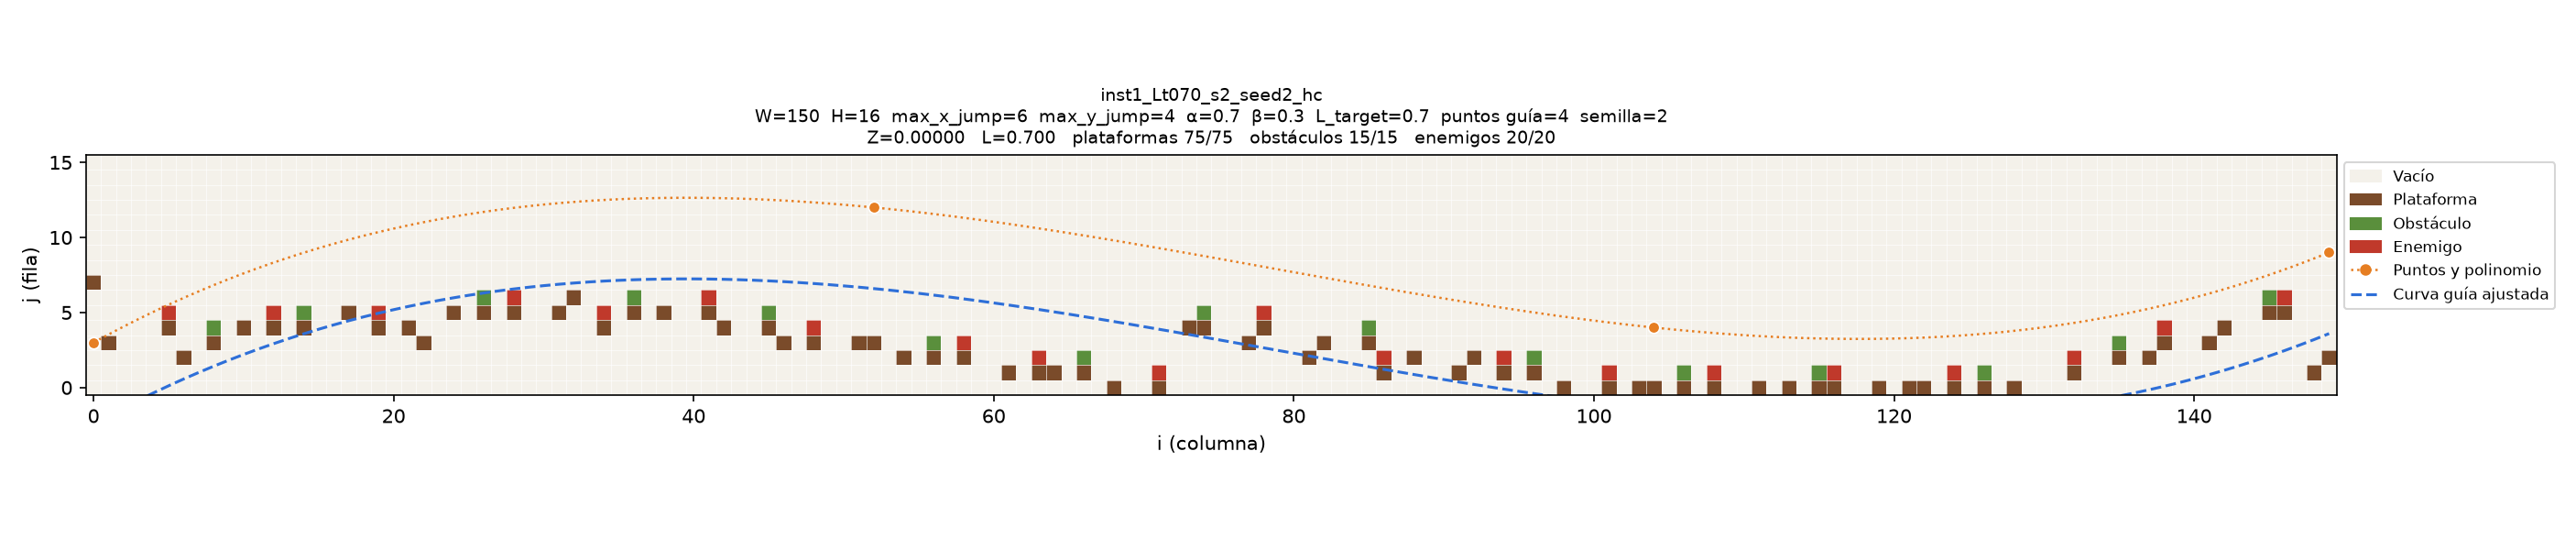 inst1_Lt070_s2_seed2_hc
W=150 H=16 max_x_jump=6 max_y_jump=4 α=0.7 β=0.3 L_target=0.7 puntos guía=4 semilla=2
Z=0.00000 L=0.700 plataformas 75/75 obstáculos 15/15 enemigos 20/20
15
10
5
0
j (fila)
0 20 40 60 80 100 120 140
i (columna)
Vacío
Plataforma
Obstáculo
Enemigo
Puntos y polinomio
Curva guía ajustada